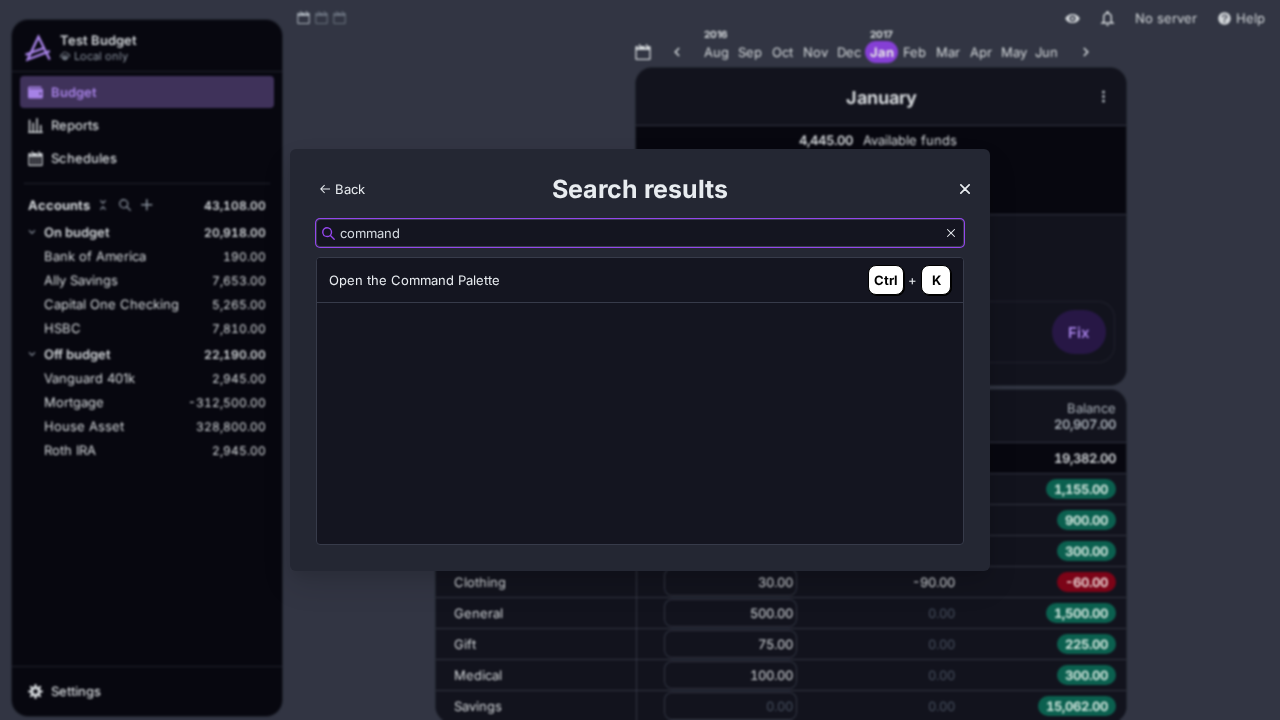 Test Budget
Local only
Budget
Reports
Schedules
Accounts 43,108.00
On budget 20,918.00
Bank of America 190.00
Ally Savings 7,653.00
Capital One Checking 5,265.00
HSBC 7,810.00
Off budget 22,190.00
Vanguard 401k 2,945.00
Mortgage -312,500.00
House Asset 328,800.00
Roth IRA 2,945.00
Settings
No server
Help
2016 2017
Aug Sep Oct Nov Dec Jan Feb Mar Apr May Jun
January
4,445.00 Available funds
← Back
Search results
command
Open the Command Palette Ctrl + K
Fix
Balance
20,907.00
19,382.00
1,155.00
900.00
300.00
Clothing 30.00 -90.00 -60.00
General 500.00 0.00 1,500.00
Gift 75.00 0.00 225.00
Medical 100.00 0.00 300.00
Savings 0.00 0.00 15,062.00